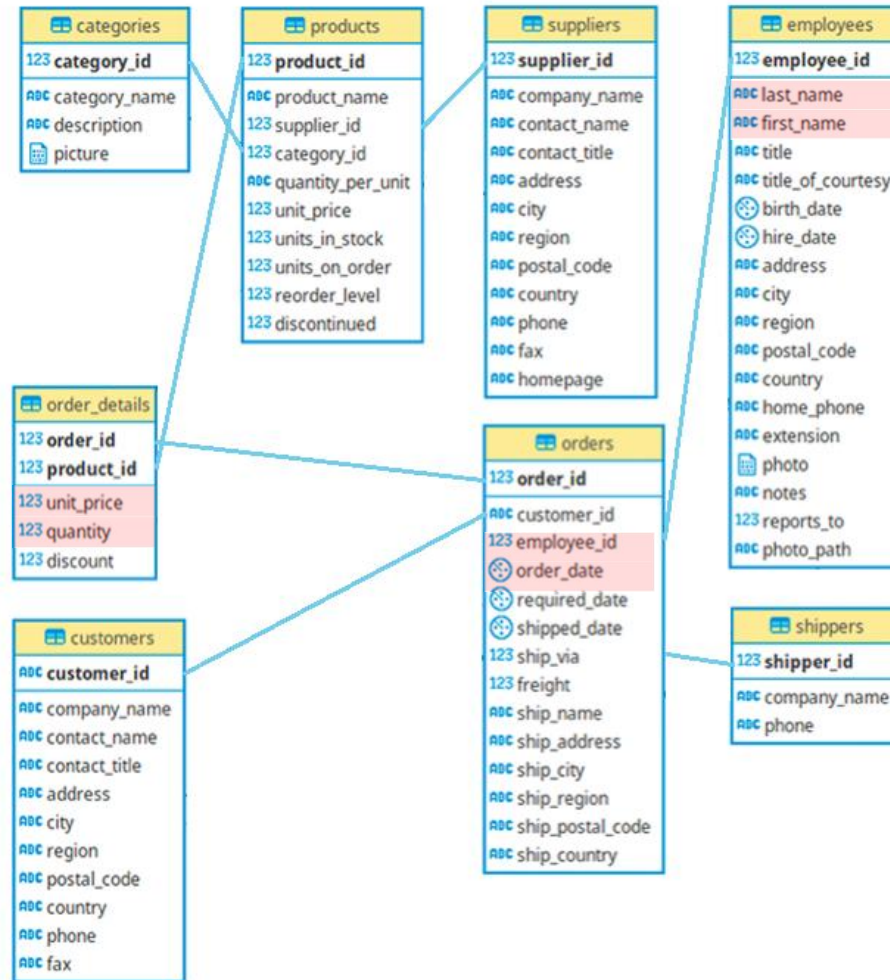 categories
123 category_id
ABC category_name
ABC description
picture
products
123 product_id
ABC product_name
123 supplier_id
123 category_id
ABC quantity_per_unit
123 unit_price
123 units_in_stock
123 units_on_order
123 reorder_level
123 discontinued
suppliers
123 supplier_id
ABC company_name
ABC contact_name
ABC contact_title
ABC address
ABC city
ABC region
ABC postal_code
ABC country
ABC phone
ABC fax
ABC homepage
employees
123 employee_id
ABC last_name
ABC first_name
ABC title
ABC title_of_courtesy
birth_date
hire_date
ABC address
ABC city
ABC region
ABC postal_code
ABC country
ABC home_phone
ABC extension
photo
ABC notes
123 reports_to
ABC photo_path
order_details
123 order_id
123 product_id
123 unit_price
123 quantity
123 discount
orders
123 order_id
ABC customer_id
123 employee_id
order_date
required_date
shipped_date
123 ship_via
123 freight
ABC ship_name
ABC ship_address
ABC ship_city
ABC ship_region
ABC ship_postal_code
ABC ship_country
customers
ABC customer_id
ABC company_name
ABC contact_name
ABC contact_title
ABC address
ABC city
ABC region
ABC postal_code
ABC country
ABC phone
ABC fax
shippers
123 shipper_id
ABC company_name
ABC phone